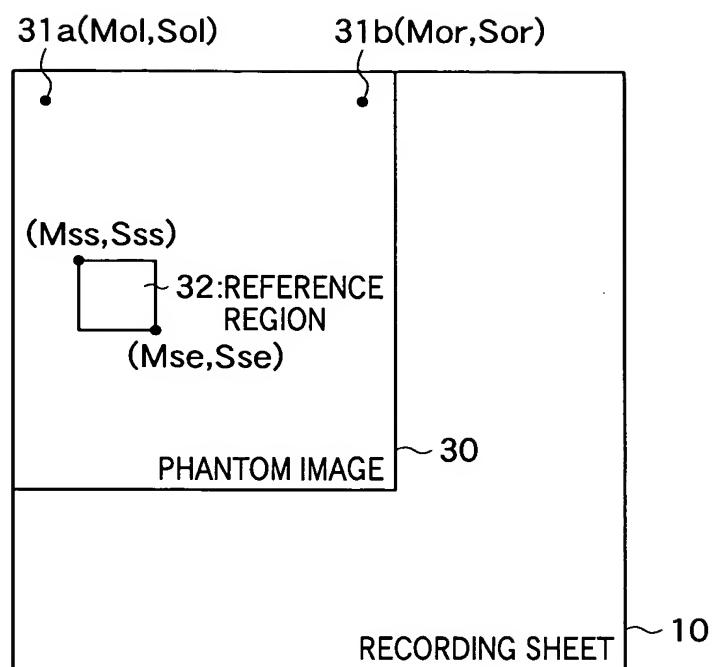 31a(Mol,Sol)
31b(Mor,Sor)
(Mss,Sss)
32:REFERENCE
REGION
(Mse,Sse)
30
PHANTOM IMAGE
10
RECORDING SHEET